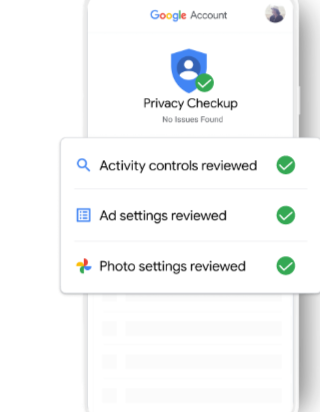 Google Account
Privacy Checkup
No Issues Found
Activity controls reviewed
Ad settings reviewed
Photo settings reviewed